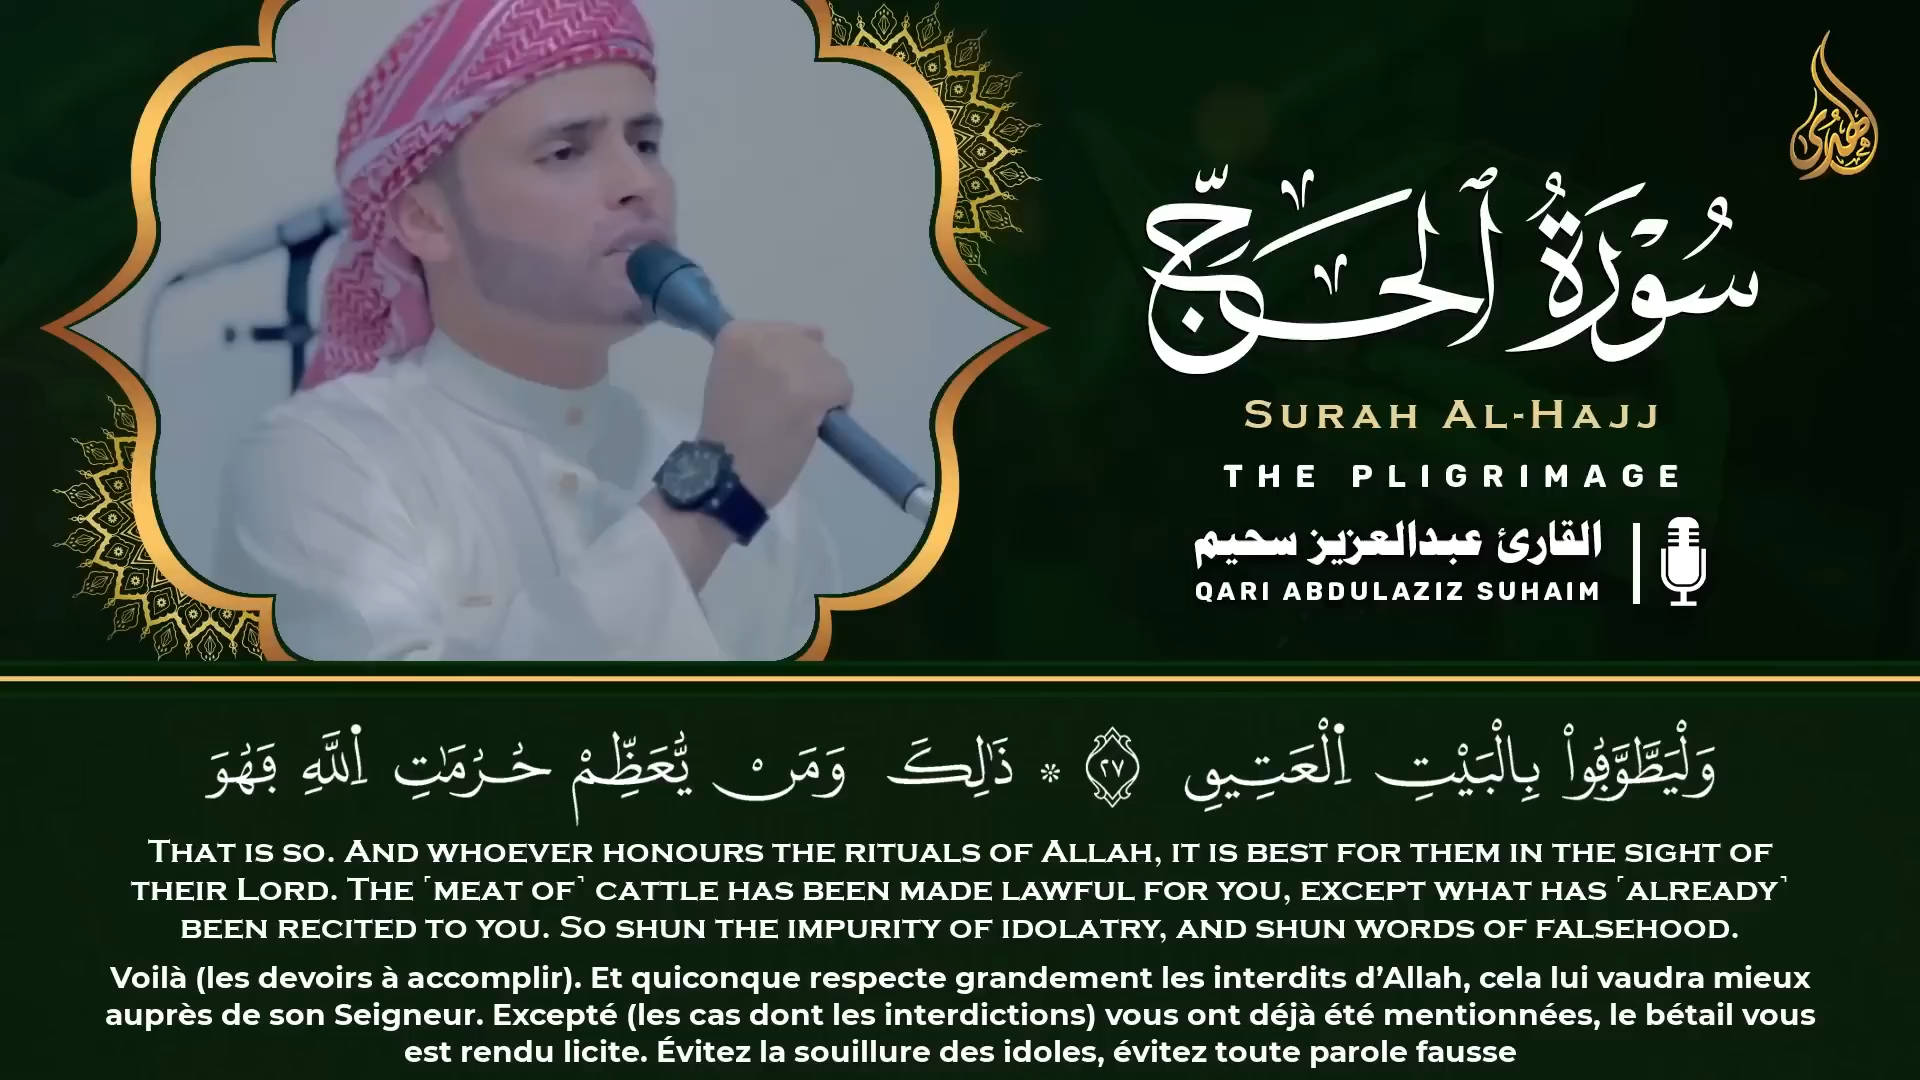 الهدى
سُورَةُ ٱلْحَجِّ
SURAH AL-HAJJ
THE PLIGRIMAGE
القارئ عبدالعزيز سحيم
QARI ABDULAZIZ SUHAIM
وَلْيَطَّوَّفُواْ بِالْبَيْتِ اِ۬لْعَتِيقِ ٢٧ * ذَٰلِكَ وَمَنْ يُّعَظِّمْ حُرُمَٰتِ اِ۬للَّهِ فَهُوَ
THAT IS SO. AND WHOEVER HONOURS THE RITUALS OF ALLAH, IT IS BEST FOR THEM IN THE SIGHT OF
THEIR LORD. THE ˹MEAT OF˺ CATTLE HAS BEEN MADE LAWFUL FOR YOU, EXCEPT WHAT HAS ˹ALREADY˺
BEEN RECITED TO YOU. SO SHUN THE IMPURITY OF IDOLATRY, AND SHUN WORDS OF FALSEHOOD.
Voilà (les devoirs à accomplir). Et quiconque respecte grandement les interdits d’Allah, cela lui vaudra mieux
auprès de son Seigneur. Excepté (les cas dont les interdictions) vous ont déjà été mentionnées, le bétail vous
est rendu licite. Évitez la souillure des idoles, évitez toute parole fausse